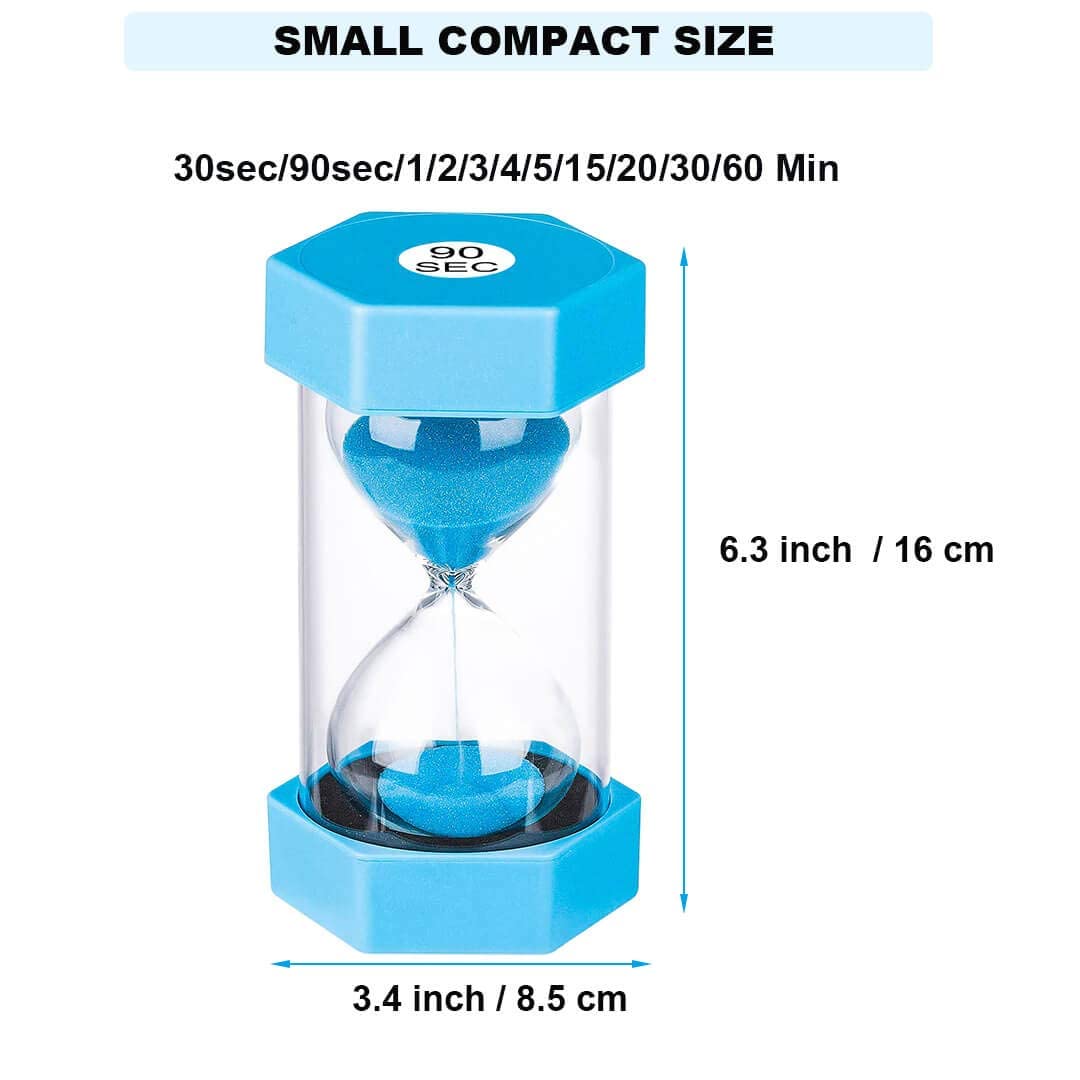 SMALL COMPACT SIZE
30sec/90sec/1/2/3/4/5/15/20/30/60 Min
90
SEC
6.3 inch / 16 cm
3.4 inch / 8.5 cm